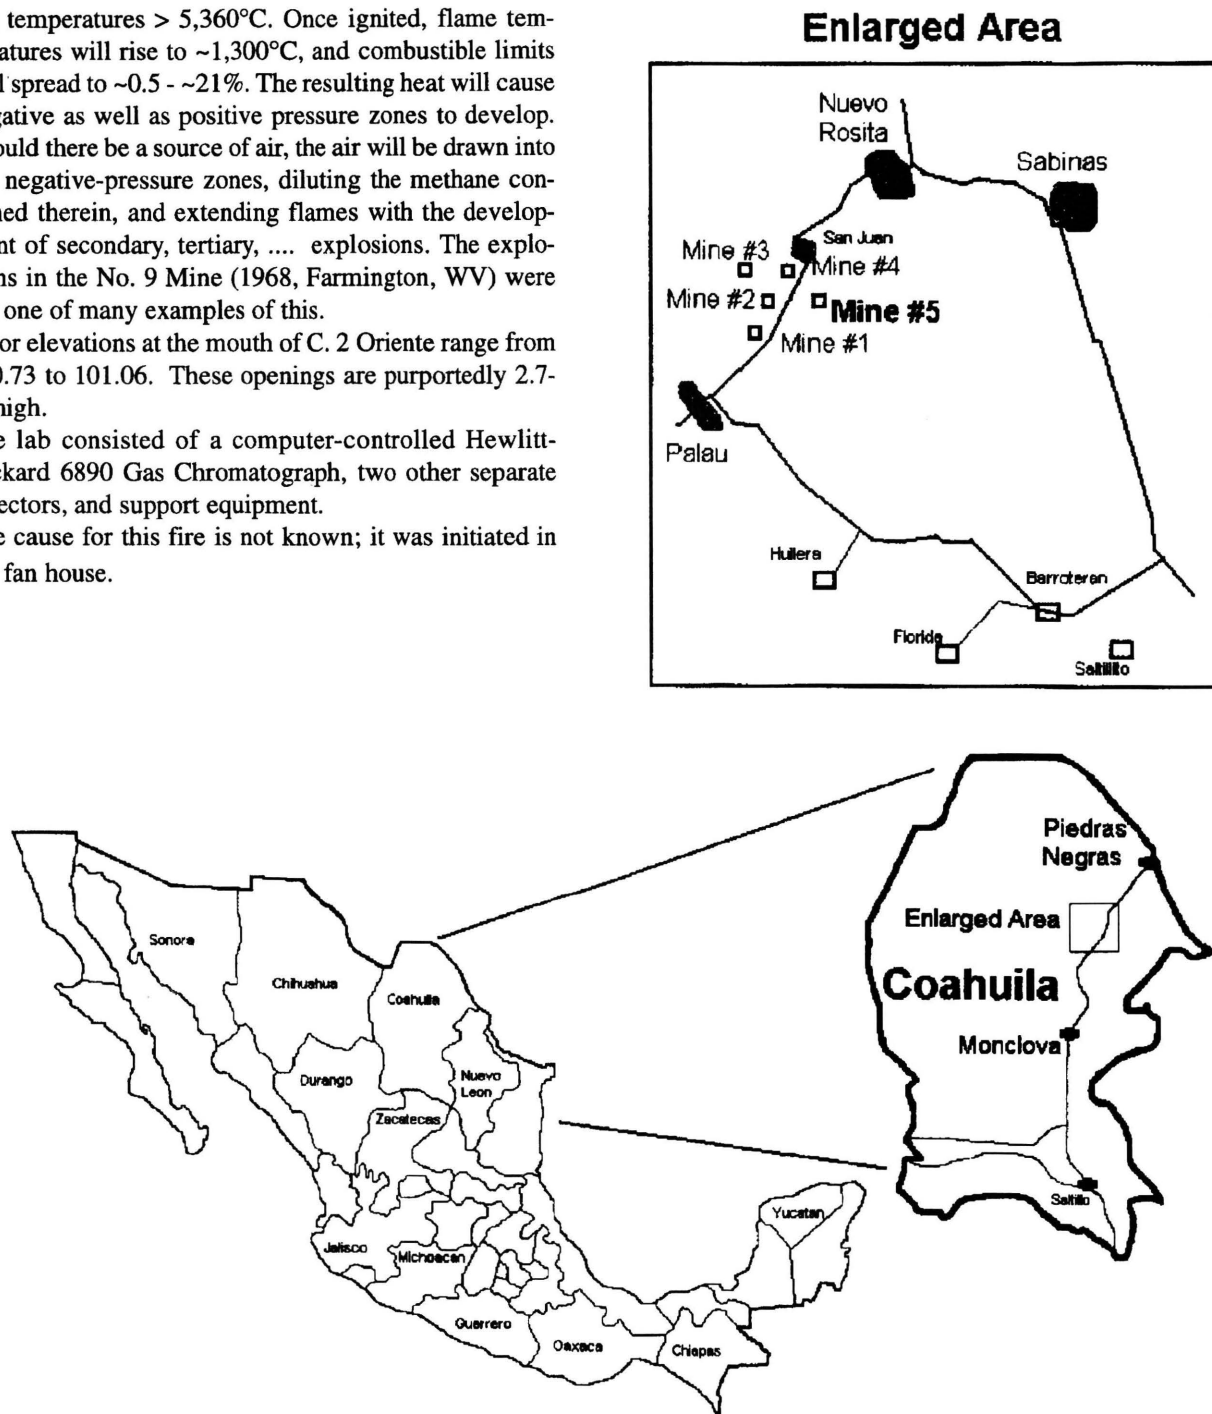 temperatures > 5,360°C. Once ignited, flame tem-
atures will rise to ~1,300°C, and combustible limits
l spread to ~0.5 - ~21%. The resulting heat will cause
gative as well as positive pressure zones to develop.
ould there be a source of air, the air will be drawn into
negative-pressure zones, diluting the methane con-
ned therein, and extending flames with the develop-
nt of secondary, tertiary, .... explosions. The explo-
ns in the No. 9 Mine (1968, Farmington, WV) were
one of many examples of this.
or elevations at the mouth of C. 2 Oriente range from
0.73 to 101.06. These openings are purportedly 2.7-
high.
e lab consisted of a computer-controlled Hewlitt-
ckard 6890 Gas Chromatograph, two other separate
ectors, and support equipment.
e cause for this fire is not known; it was initiated in
fan house.
Enlarged Area
Nuevo
Rosita
Sabinas
San Juan
Mine #3
Mine #4
Mine #2
Mine #5
Mine #1
Palau
Hullera
Barroteran
Florida
Saltillito
Piedras
Negras
Enlarged Area
Coahuila
Monclova
Saltillo
Sonora
Chihuahua
Coahuila
Durango
Nuevo
Leon
Zacatecas
Yucatan
Jalisco
Michoacan
Guerrero
Oaxaca
Chiapas